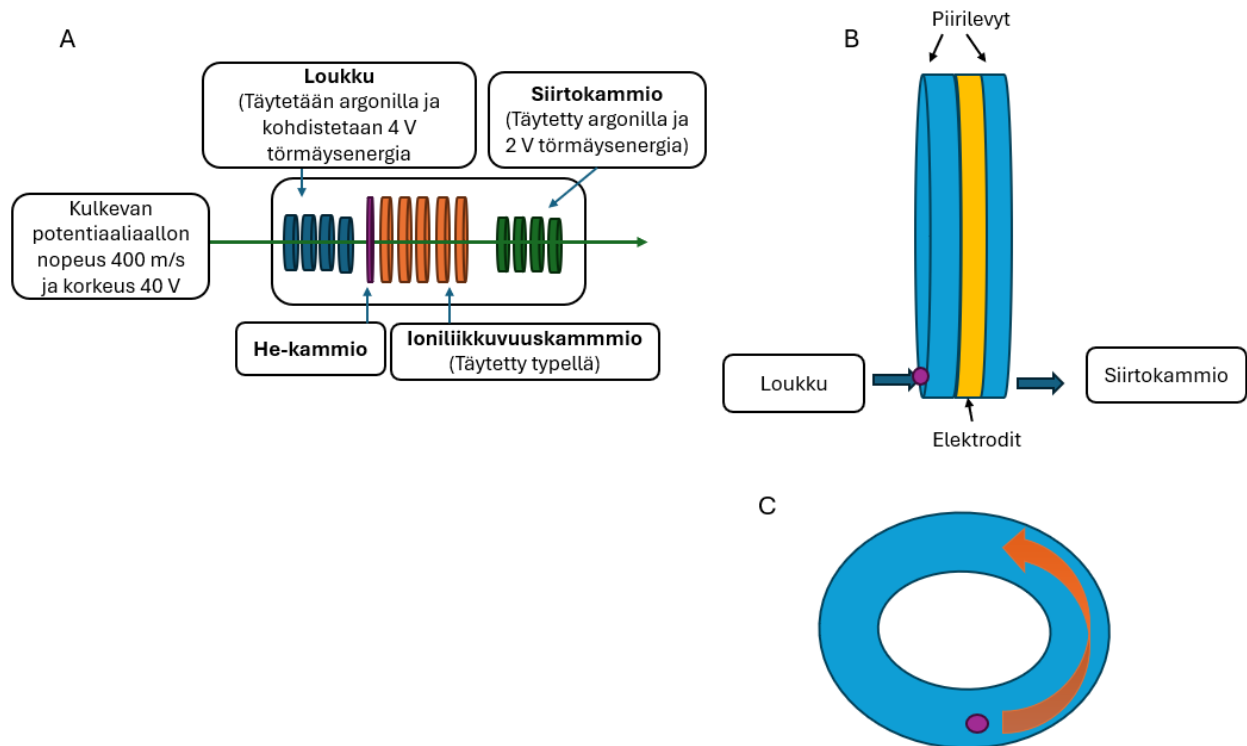 A
Loukku
(Täytetään argonilla ja
kohdistetaan 4 V
törmäysenergia
Siirtokammio
(Täytetty argonilla ja
2 V törmäysenergia)
Kulkevan
potentiaaliaallon
nopeus 400 m/s
ja korkeus 40 V
He-kammio
Ioniliikkuvuuskammmio
(Täytetty typellä)
B
Piirilevyt
Loukku
Siirtokammio
Elektrodit
C